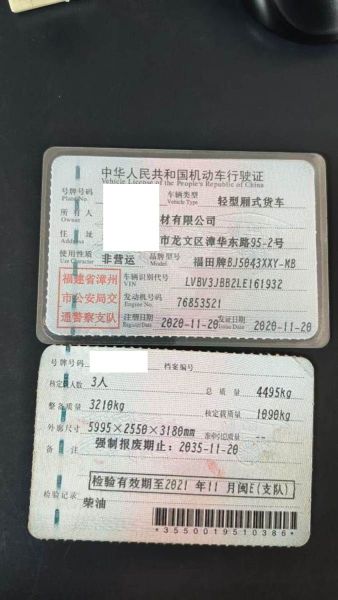 中华人民共和国机动车行驶证
Vehicle License of the People's Republic of China
号牌号码 车辆类型 轻型厢式货车
Plate No. Vehicle Type
所有人 材有限公司
Owner
住址 市龙文区漳华东路95-2号
Address
使用性质 非营运 品牌型号 福田牌BJ5043XXY-MB
Use Character Model
福建省漳州
市公安局交
通警察支队
车辆识别代号 LVBV3JBB2LE161932
VIN
发动机号码 76853521
Engine No.
注册日期 2020-11-20 发证日期 2020-11-20
Register Date Issue Date
号牌号码 档案编号
核定载人数 3人 总质量 4495kg
整备质量 3210kg 核定载质量 1090kg
外廓尺寸 5995×2550×3180mm 准牵引总质量
备注 强制报废期止：2035-11-20
检验有效期至2021年11月闽E(支队)
检验记录
柴油
*3550019510386*